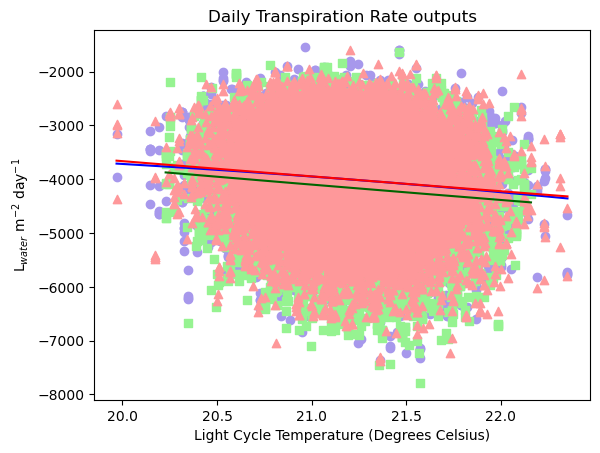 Daily Transpiration Rate outputs
−2000
−3000
−4000
−5000
−6000
−7000
−8000
L_water m⁻² day⁻¹
20.0 20.5 21.0 21.5 22.0
Light Cycle Temperature (Degrees Celsius)